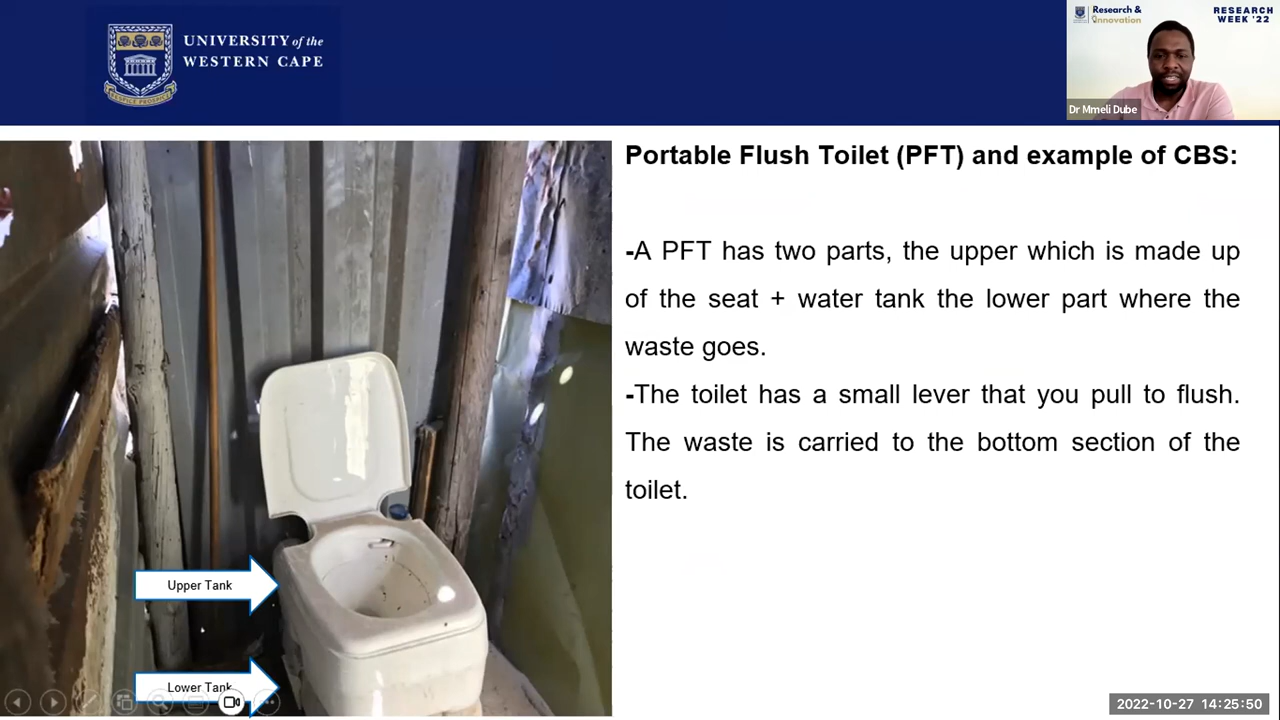 UNIVERSITY of the
WESTERN CAPE
Research &
Innovation
RESEARCH
WEEK '22
Dr Mmeli Dube
Portable Flush Toilet (PFT) and example of CBS:
-A PFT has two parts, the upper which is made up
of the seat + water tank the lower part where the
waste goes.
-The toilet has a small lever that you pull to flush.
The waste is carried to the bottom section of the
toilet.
Upper Tank
Lower Tank
2022-10-27 14:25:50